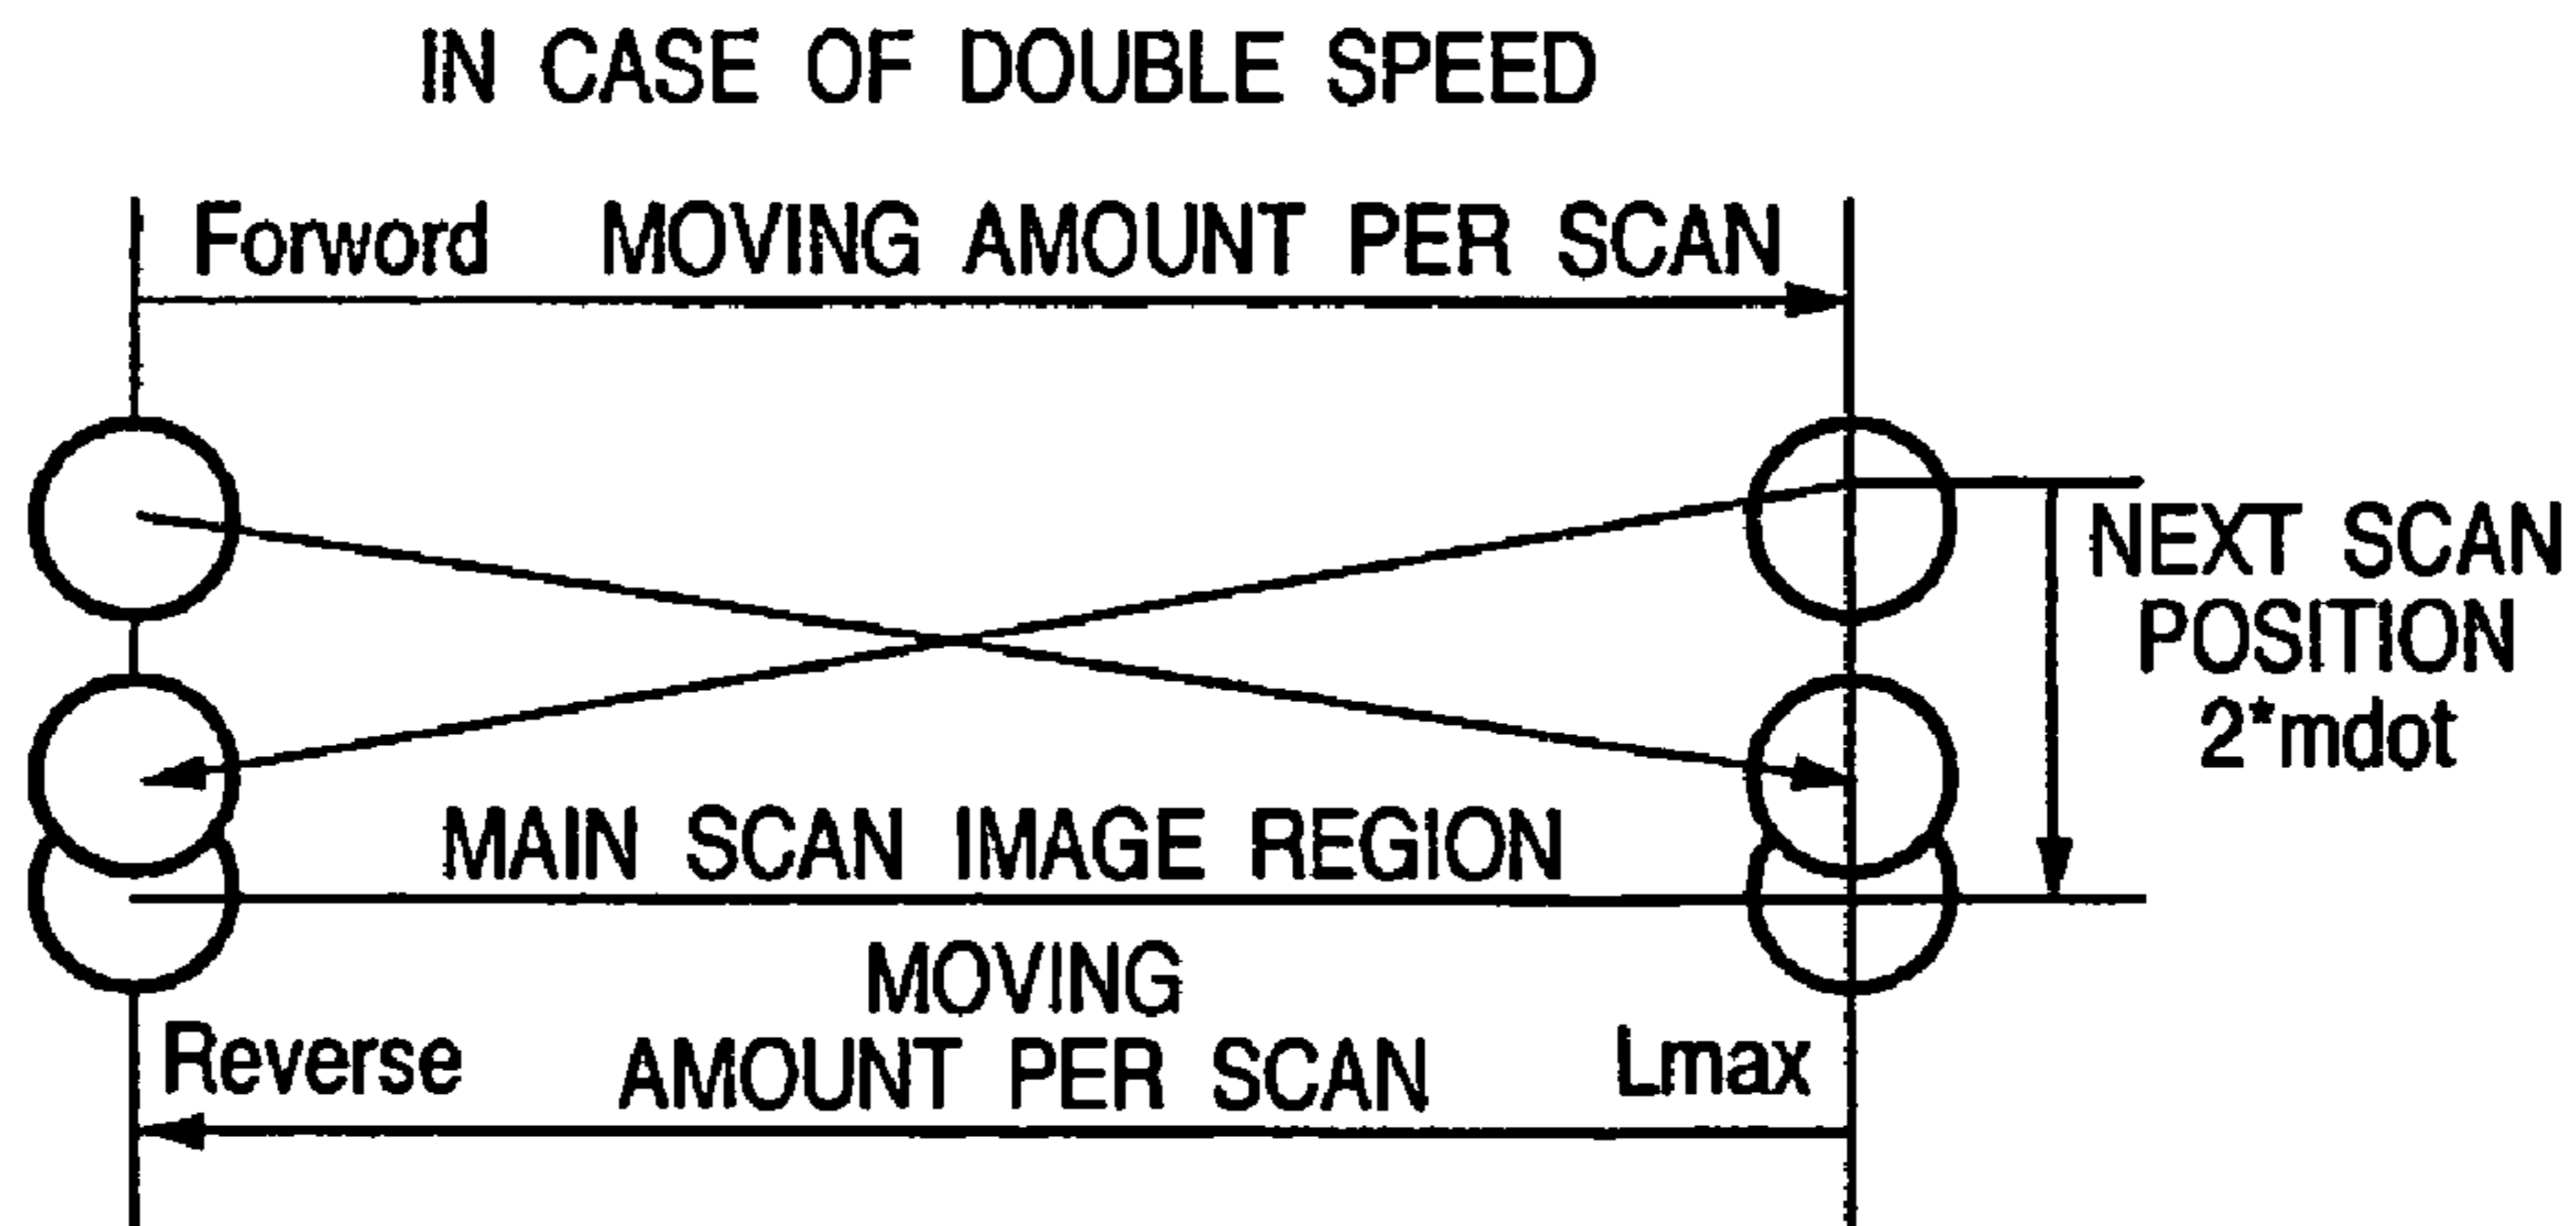 IN CASE OF DOUBLE SPEED
Forword MOVING AMOUNT PER SCAN
NEXT SCAN
POSITION
2*mdot
MAIN SCAN IMAGE REGION
MOVING
AMOUNT PER SCAN
Reverse
Lmax